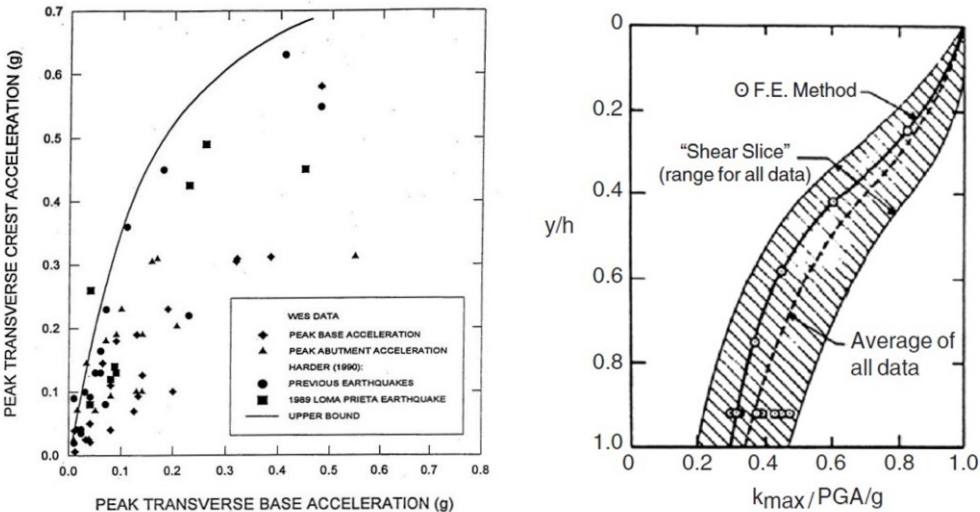 PEAK TRANSVERSE CREST ACCELERATION (g)
0.7
0.6
0.5
0.4
0.3
0.2
0.1
0.0
0.0 0.1 0.2 0.3 0.4 0.5 0.6 0.7 0.8
PEAK TRANSVERSE BASE ACCELERATION (g)
WES DATA
PEAK BASE ACCELERATION
PEAK ABUTMENT ACCELERATION
HARDER (1990):
PREVIOUS EARTHQUAKES
1989 LOMA PRIETA EARTHQUAKE
UPPER BOUND
y/h
0
0.2
0.4
0.6
0.8
1.0
F.E. Method
“Shear Slice”
(range for all data)
Average of
all data
0 0.2 0.4 0.6 0.8 1.0
kmax/PGA/g